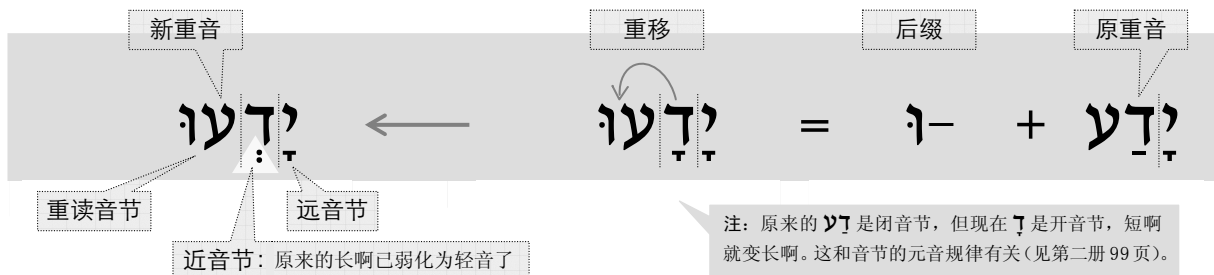 新重音 重移 后缀 原重音
יָדַע + –וּ = יָדָעוּ ← יָדְעוּ
重读音节 远音节
近音节：原来的长啊已弱化为轻音了
注：原来的 דַע 是闭音节，但现在 דָ 是开音节，短啊
就变长啊。这和音节的元音规律有关(见第二册 99 页)。